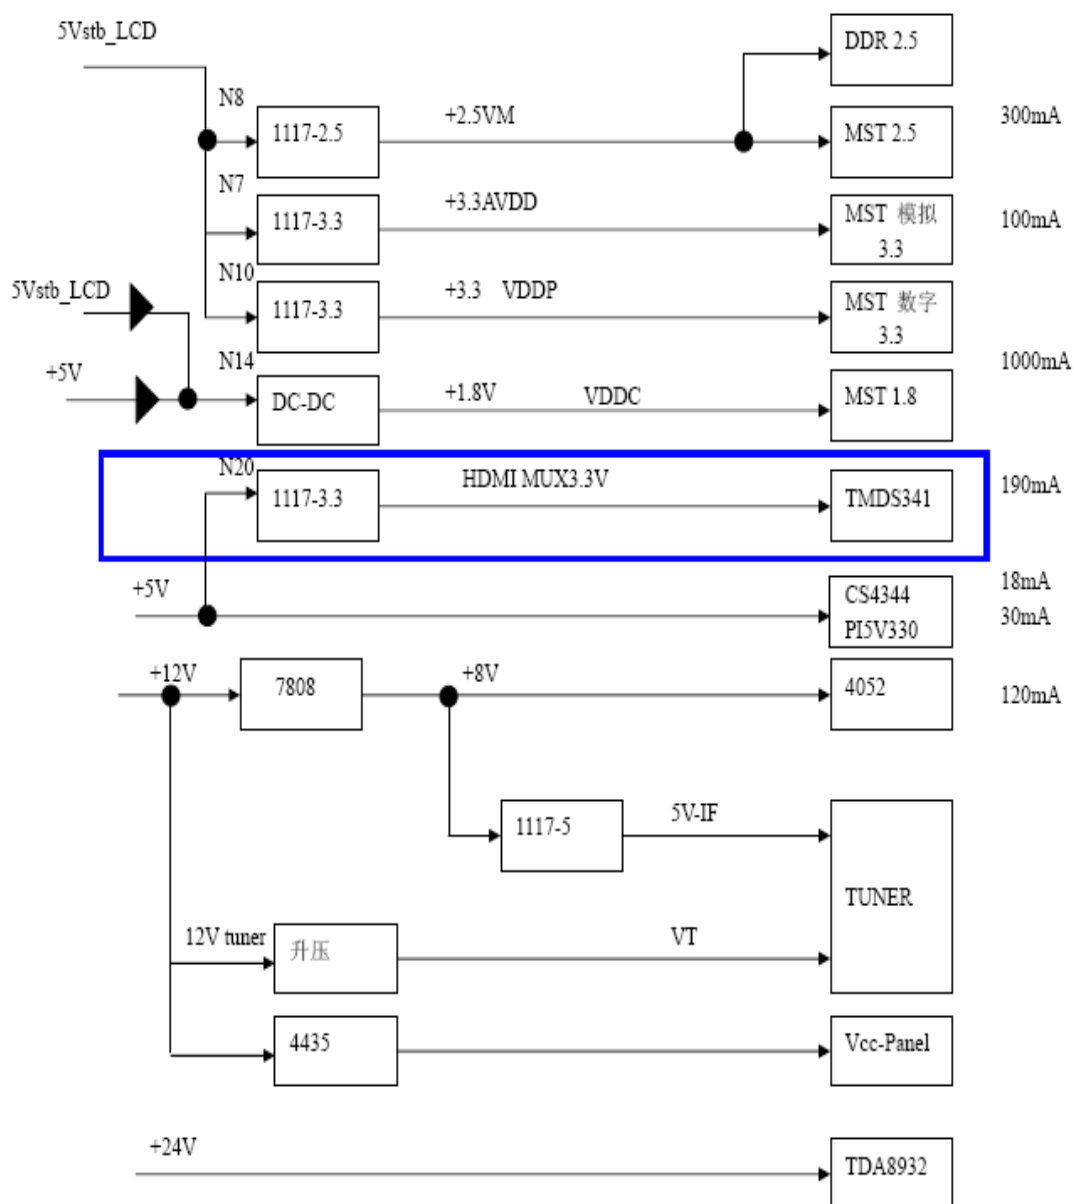 5Vstb_LCD
DDR 2.5
N8
1117-2.5
+2.5VM
MST 2.5
300mA
N7
1117-3.3
+3.3AVDD
MST 模拟
3.3
100mA
N10
5Vstb_LCD
1117-3.3
+3.3 VDDP
MST 数字
3.3
N14
1000mA
+5V
DC-DC
+1.8V VDDC
MST 1.8
N20
1117-3.3
HDMI MUX3.3V
TMDS341
190mA
+5V
CS4344
PI5V330
18mA
30mA
+12V
7808
+8V
4052
120mA
1117-5
5V-IF
TUNER
12V tuner
升压
VT
4435
Vcc-Panel
+24V
TDA8932